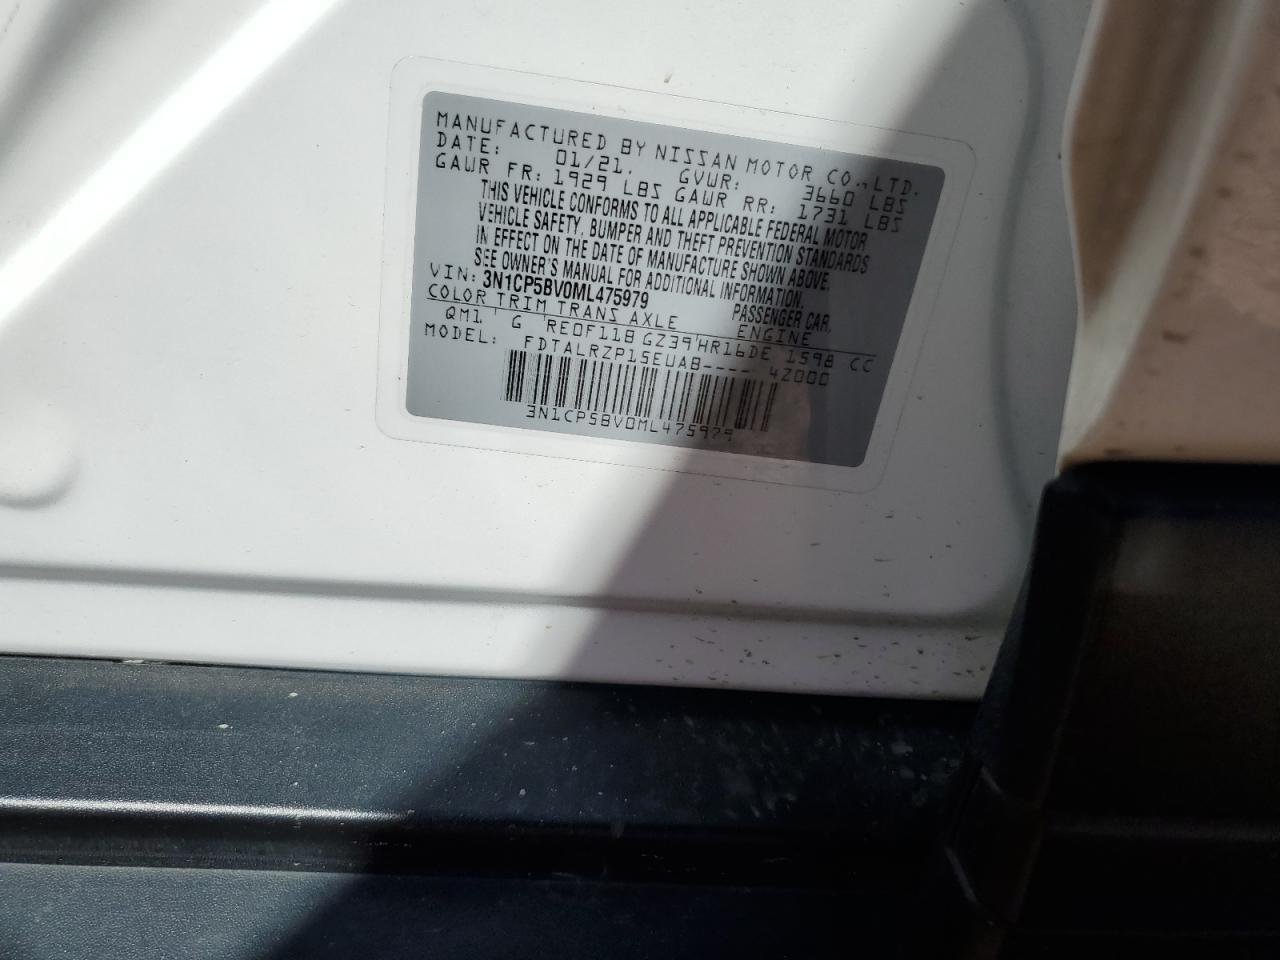 MANUFACTURED BY NISSAN MOTOR CO., LTD.
DATE: 01/21. GVWR: 3660 LBS
GAWR FR: 1929 LBS GAWR RR: 1731 LBS
THIS VEHICLE CONFORMS TO ALL APPLICABLE FEDERAL MOTOR
VEHICLE SAFETY, BUMPER AND THEFT PREVENTION STANDARDS
IN EFFECT ON THE DATE OF MANUFACTURE SHOWN ABOVE.
SEE OWNER'S MANUAL FOR ADDITIONAL INFORMATION.
VIN: 3N1CP5BV0ML475979 PASSENGER CAR.
COLOR TRIM TRANS AXLE ENGINE
QM1 G RE0F11B GZ39 HR16DE 1598 CC
MODEL: FDTALRZP15EUAB----- 42000
3N1CP5BV0ML475979